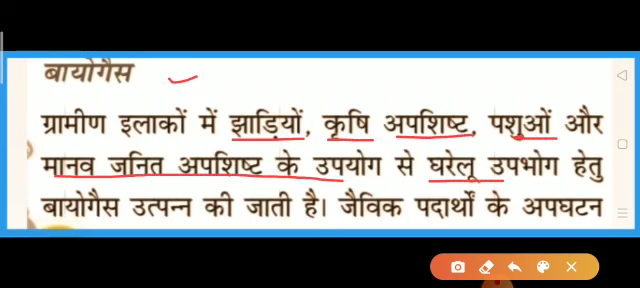 बायोगैस
ग्रामीण इलाकों में झाड़ियों, कृषि अपशिष्ट, पशुओं और
मानव जनित अपशिष्ट के उपयोग से घरेलू उपभोग हेतु
बायोगैस उत्पन्न की जाती है। जैविक पदार्थों के अपघटन